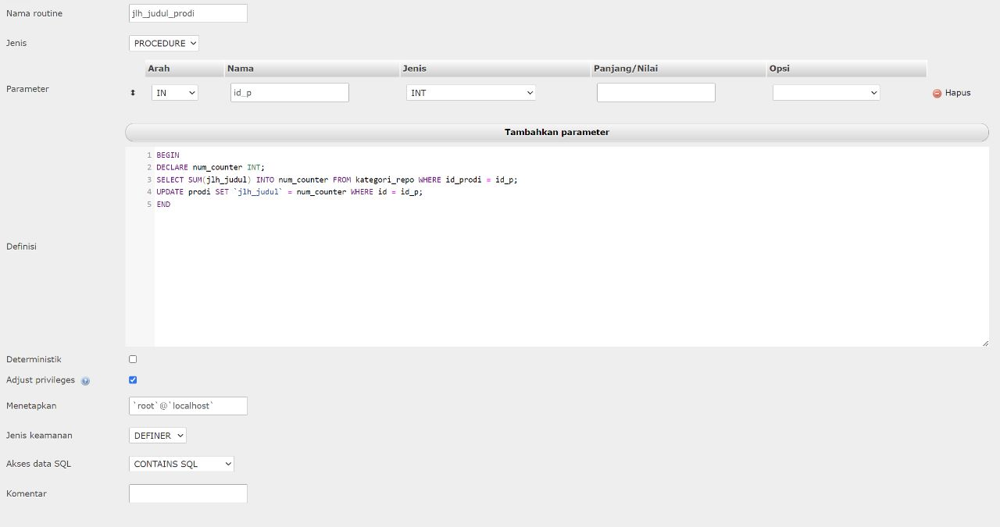 Nama routine jlh_judul_prodi
Jenis PROCEDURE
Arah Nama Jenis Panjang/Nilai Opsi
Parameter IN id_p INT Hapus
Tambahkan parameter
1 BEGIN
2 DECLARE num_counter INT;
3 SELECT SUM(jlh_judul) INTO num_counter FROM kategori_repo WHERE id_prodi = id_p;
4 UPDATE prodi SET `jlh_judul` = num_counter WHERE id = id_p;
5 END
Definisi
Deterministik
Adjust privileges
Menetapkan `root`@`localhost`
Jenis keamanan DEFINER
Akses data SQL CONTAINS SQL
Komentar